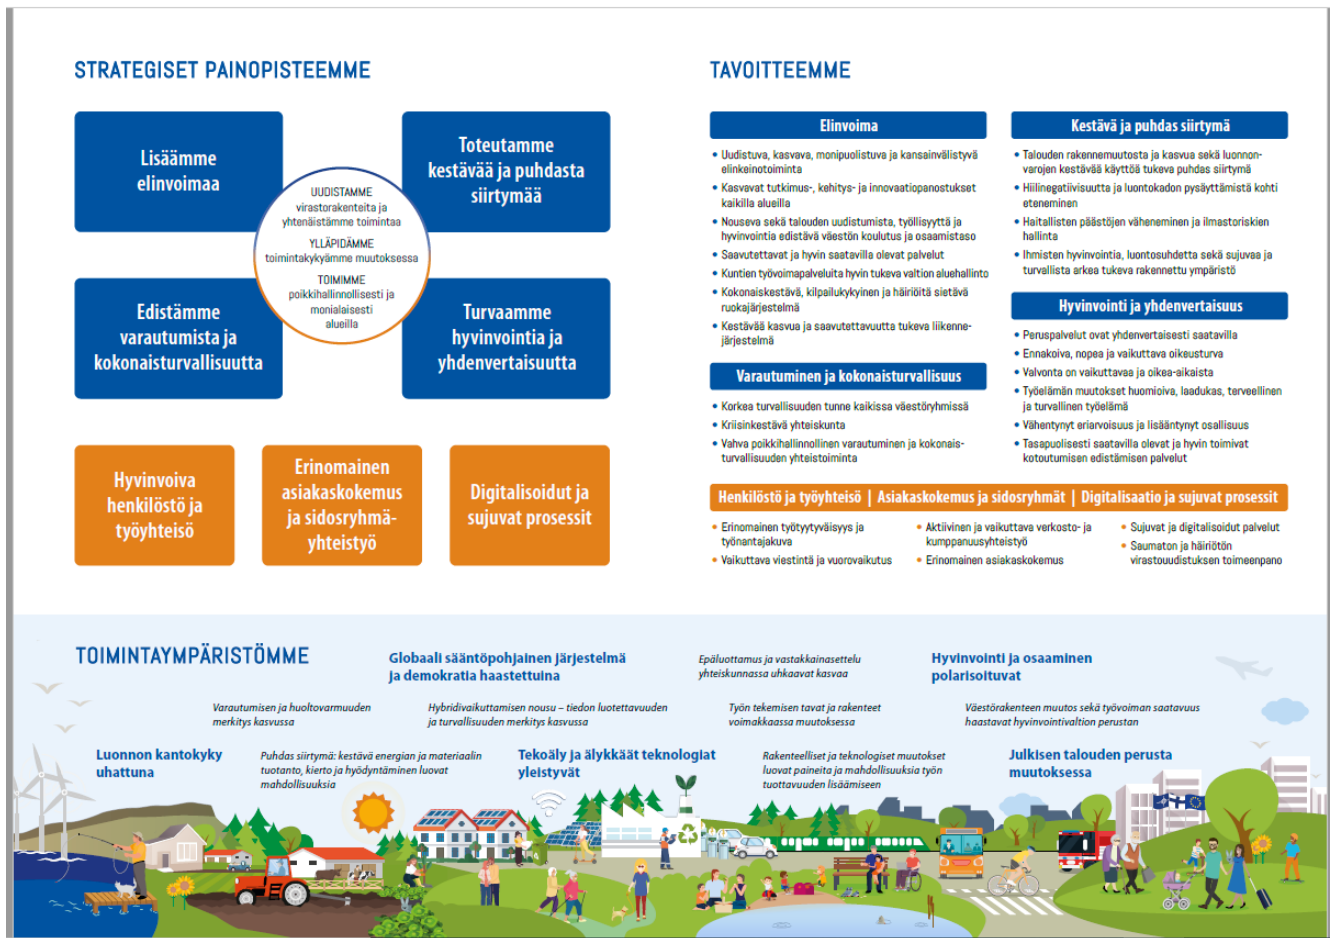 STRATEGISET PAINOPISTEEMME
Lisäämme
elinvoimaa
Toteutamme
kestävää ja puhdasta
siirtymää
UUDISTAMME
virastorakenteita ja
yhtenäistämme toimintaa
YLLÄPIDÄMME
toimintakykyämme muutoksessa
TOIMIMME
poikkihallinnollisesti ja
monialaisesti
alueilla
Edistämme
varautumista ja
kokonaisturvallisuutta
Turvaamme
hyvinvointia ja
yhdenvertaisuutta
Hyvinvoiva
henkilöstö ja
työyhteisö
Erinomainen
asiakaskokemus
ja sidosryhmä-
yhteistyö
Digitalisoidut ja
sujuvat prosessit
TAVOITTEEMME
Elinvoima
• Uudistuva, kasvava, monipuolistuva ja kansainvälistyvä
elinkeinotoiminta
• Kasvavat tutkimus-, kehitys- ja innovaatiopanostukset
kaikilla alueilla
• Nouseva sekä talouden uudistumista, työllisyyttä ja
hyvinvointia edistävä väestön koulutus ja osaamistaso
• Saavutettavat ja hyvin saatavilla olevat palvelut
• Kuntien työvoimapalveluita hyvin tukeva valtion aluehallinto
• Kokonaiskestävä, kilpailukykyinen ja häiriöitä sietävä
ruokajärjestelmä
• Kestävää kasvua ja saavutettavuutta tukeva liikenne-
järjestelmä
Varautuminen ja kokonaisturvallisuus
• Korkea turvallisuuden tunne kaikissa väestöryhmissä
• Kriisinkestävä yhteiskunta
• Vahva poikkihallinnollinen varautuminen ja kokonais-
turvallisuuden yhteistoiminta
Kestävä ja puhdas siirtymä
• Talouden rakennemuutosta ja kasvua sekä luonnon-
varojen kestävää käyttöä tukeva puhdas siirtymä
• Hiilinegatiivisuutta ja luontokadon pysäyttämistä kohti
eteneminen
• Haitallisten päästöjen väheneminen ja ilmastoriskien
hallinta
• Ihmisten hyvinvointia, luontosuhdetta sekä sujuvaa ja
turvallista arkea tukeva rakennettu ympäristö
Hyvinvointi ja yhdenvertaisuus
• Peruspalvelut ovat yhdenvertaisesti saatavilla
• Ennakoiva, nopea ja vaikuttava oikeusturva
• Valvonta on vaikuttavaa ja oikea-aikaista
• Työelämän muutokset huomioiva, laadukas, terveellinen
ja turvallinen työelämä
• Vähentynyt eriarvoisuus ja lisääntynyt osallisuus
• Tasapuolisesti saatavilla olevat ja hyvin toimivat
kotoutumisen edistämisen palvelut
Henkilöstö ja työyhteisö | Asiakaskokemus ja sidosryhmät | Digitalisaatio ja sujuvat prosessit
• Erinomainen työtyytyväisyys ja
työnantajakuva
• Vaikuttava viestintä ja vuorovaikutus
• Aktiivinen ja vaikuttava verkosto- ja
kumppanuusyhteistyö
• Erinomainen asiakaskokemus
• Sujuvat ja digitalisoidut palvelut
• Saumaton ja häiriötön
virastouudistuksen toimeenpano
TOIMINTAYMPÄRISTÖMME
Globaali sääntöpohjainen järjestelmä
ja demokratia haastettuina
Epäluottamus ja vastakkainasettelu
yhteiskunnassa uhkaavat kasvaa
Hyvinvointi ja osaaminen
polarisoituvat
Varautumisen ja huoltovarmuuden
merkitys kasvussa
Hybridivaikuttamisen nousu – tiedon luotettavuuden
ja turvallisuuden merkitys kasvussa
Työn tekemisen tavat ja rakenteet
voimakkaassa muutoksessa
Väestörakenteen muutos sekä työvoiman saatavuus
haastavat hyvinvointivaltion perustan
Luonnon kantokyky
uhattuna
Puhdas siirtymä: kestävä energian ja materiaalin
tuotanto, kierto ja hyödyntäminen luovat
mahdollisuuksia
Tekoäly ja älykkäät teknologiat
yleistyvät
Rakenteelliset ja teknologiset muutokset
luovat paineita ja mahdollisuuksia työn
tuottavuuden lisäämiseen
Julkisen talouden perusta
muutoksessa